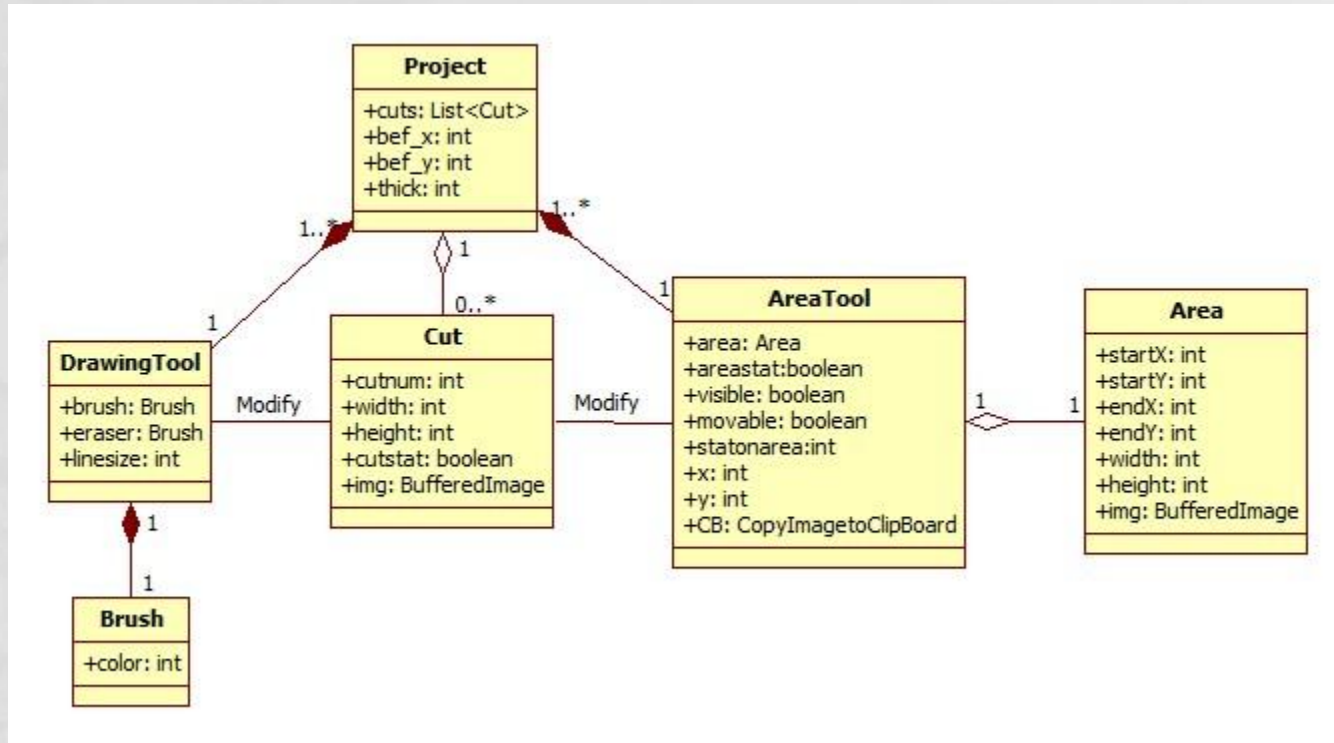 Project
+cuts: List<Cut>
+bef_x: int
+bef_y: int
+thick: int
1..*
1
1..*
1
0..*
1
1
DrawingTool
+brush: Brush
+eraser: Brush
+linesize: int
Modify
Cut
+cutnum: int
+width: int
+height: int
+cutstat: boolean
+img: BufferedImage
Modify
AreaTool
+area: Area
+areastat:boolean
+visible: boolean
+movable: boolean
+statonarea:int
+x: int
+y: int
+CB: CopyImagetoClipBoard
1
1
Area
+startX: int
+startY: int
+endX: int
+endY: int
+width: int
+height: int
+img: BufferedImage
1
1
Brush
+color: int